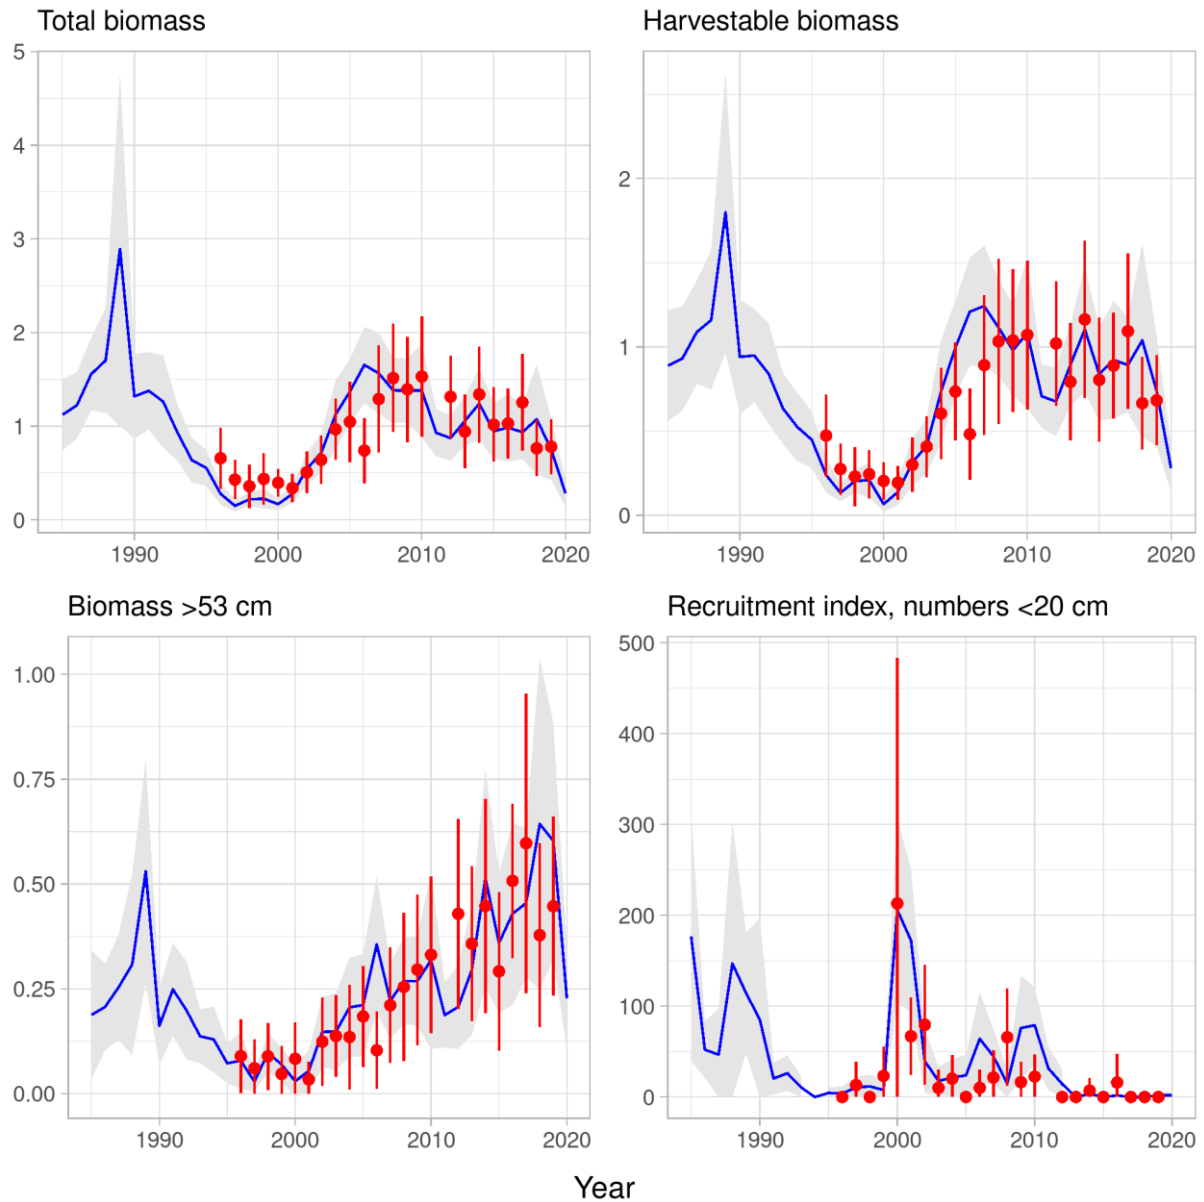 Total biomass
5
4
3
2
1
0
1990 2000 2010 2020
Harvestable biomass
2
1
0
1990 2000 2010 2020
Biomass >53 cm
1.00
0.75
0.50
0.25
0.00
1990 2000 2010 2020
Recruitment index, numbers <20 cm
500
400
300
200
100
0
1990 2000 2010 2020
Year